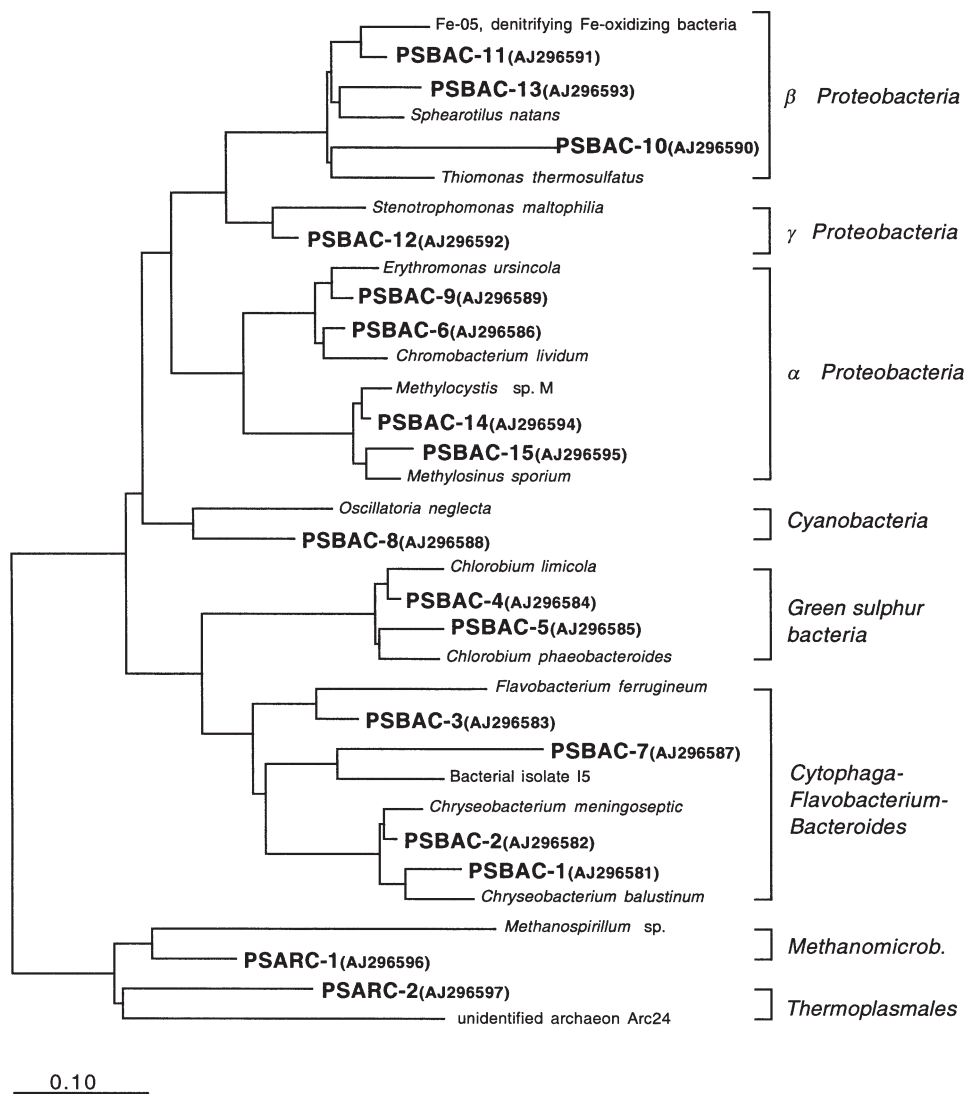 Fe-05, denitrifying Fe-oxidizing bacteria
PSBAC-11(AJ296591)
PSBAC-13(AJ296593)
Sphearotilus natans
PSBAC-10(AJ296590)
Thiomonas thermosulfatus
β Proteobacteria
Stenotrophomonas maltophilia
PSBAC-12(AJ296592)
γ Proteobacteria
Erythromonas ursincola
PSBAC-9(AJ296589)
PSBAC-6(AJ296586)
Chromobacterium lividum
Methylocystis sp. M
PSBAC-14(AJ296594)
PSBAC-15(AJ296595)
Methylosinus sporium
α Proteobacteria
Oscillatoria neglecta
PSBAC-8(AJ296588)
Cyanobacteria
Chlorobium limicola
PSBAC-4(AJ296584)
PSBAC-5(AJ296585)
Chlorobium phaeobacteroides
Green sulphur
bacteria
Flavobacterium ferrugineum
PSBAC-3(AJ296583)
PSBAC-7(AJ296587)
Bacterial isolate I5
Chryseobacterium meningoseptic
PSBAC-2(AJ296582)
PSBAC-1(AJ296581)
Chryseobacterium balustinum
Cytophaga-
Flavobacterium-
Bacteroides
Methanospirillum sp.
PSARC-1(AJ296596)
Methanomicrob.
PSARC-2(AJ296597)
unidentified archaeon Arc24
Thermoplasmales
0.10